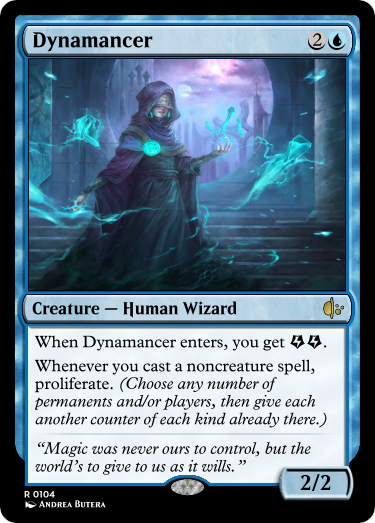 Dynamancer 2
Creature — Human Wizard
When Dynamancer enters, you get.
Whenever you cast a noncreature spell,
proliferate. (Choose any number of
permanents and/or players, then give each
another counter of each kind already there.)
“Magic was never ours to control, but the
world’s to give to us as it wills.”
2/2
R 0104
Andrea Butera